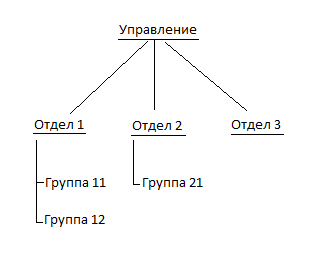 Управление
Отдел 1
Отдел 2
Отдел 3
Группа 11
Группа 21
Группа 12